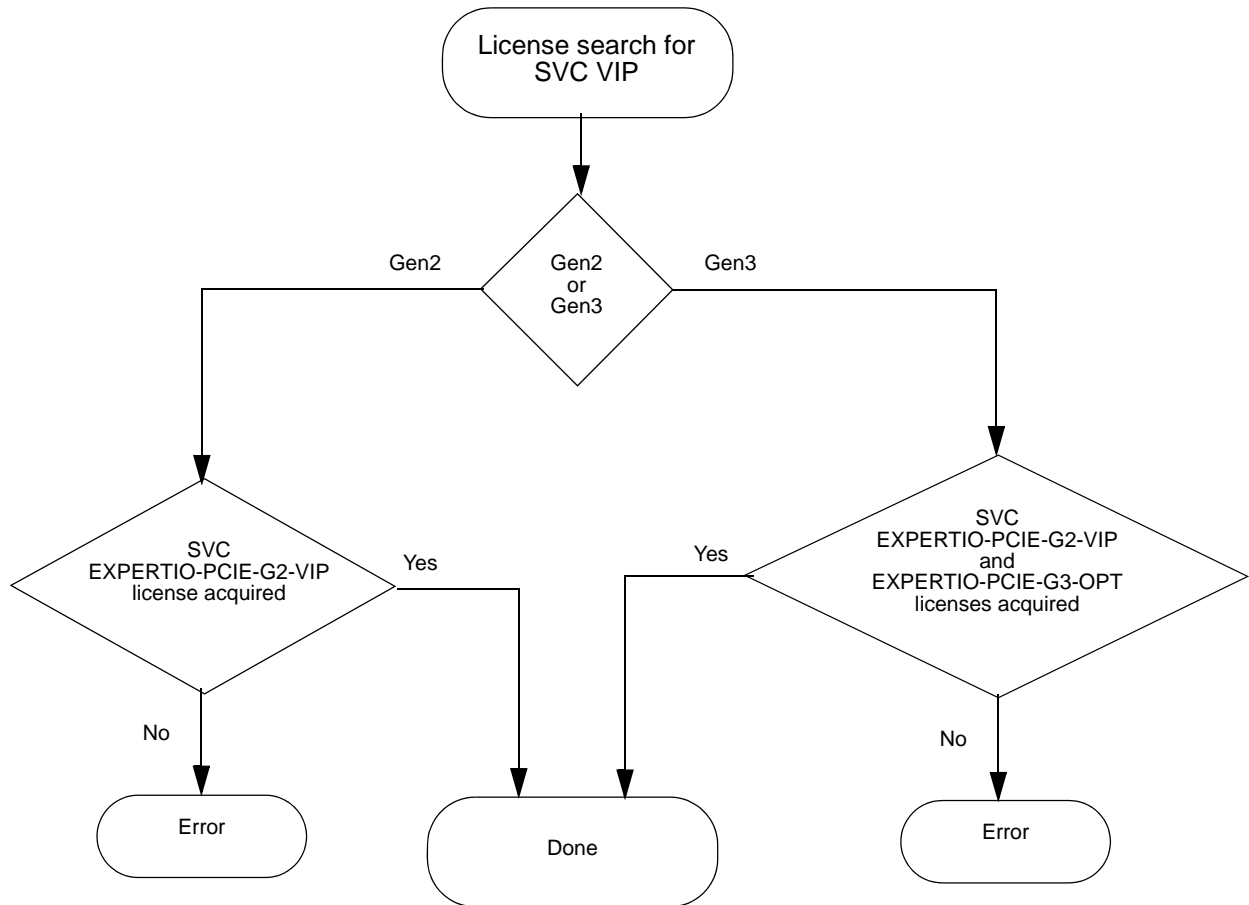 License search for
SVC VIP
Gen2
Gen2
or
Gen3
Gen3
SVC
EXPERTIO-PCIE-G2-VIP
license acquired
Yes
Yes
SVC
EXPERTIO-PCIE-G2-VIP
and
EXPERTIO-PCIE-G3-OPT
licenses acquired
No
No
Error
Done
Error